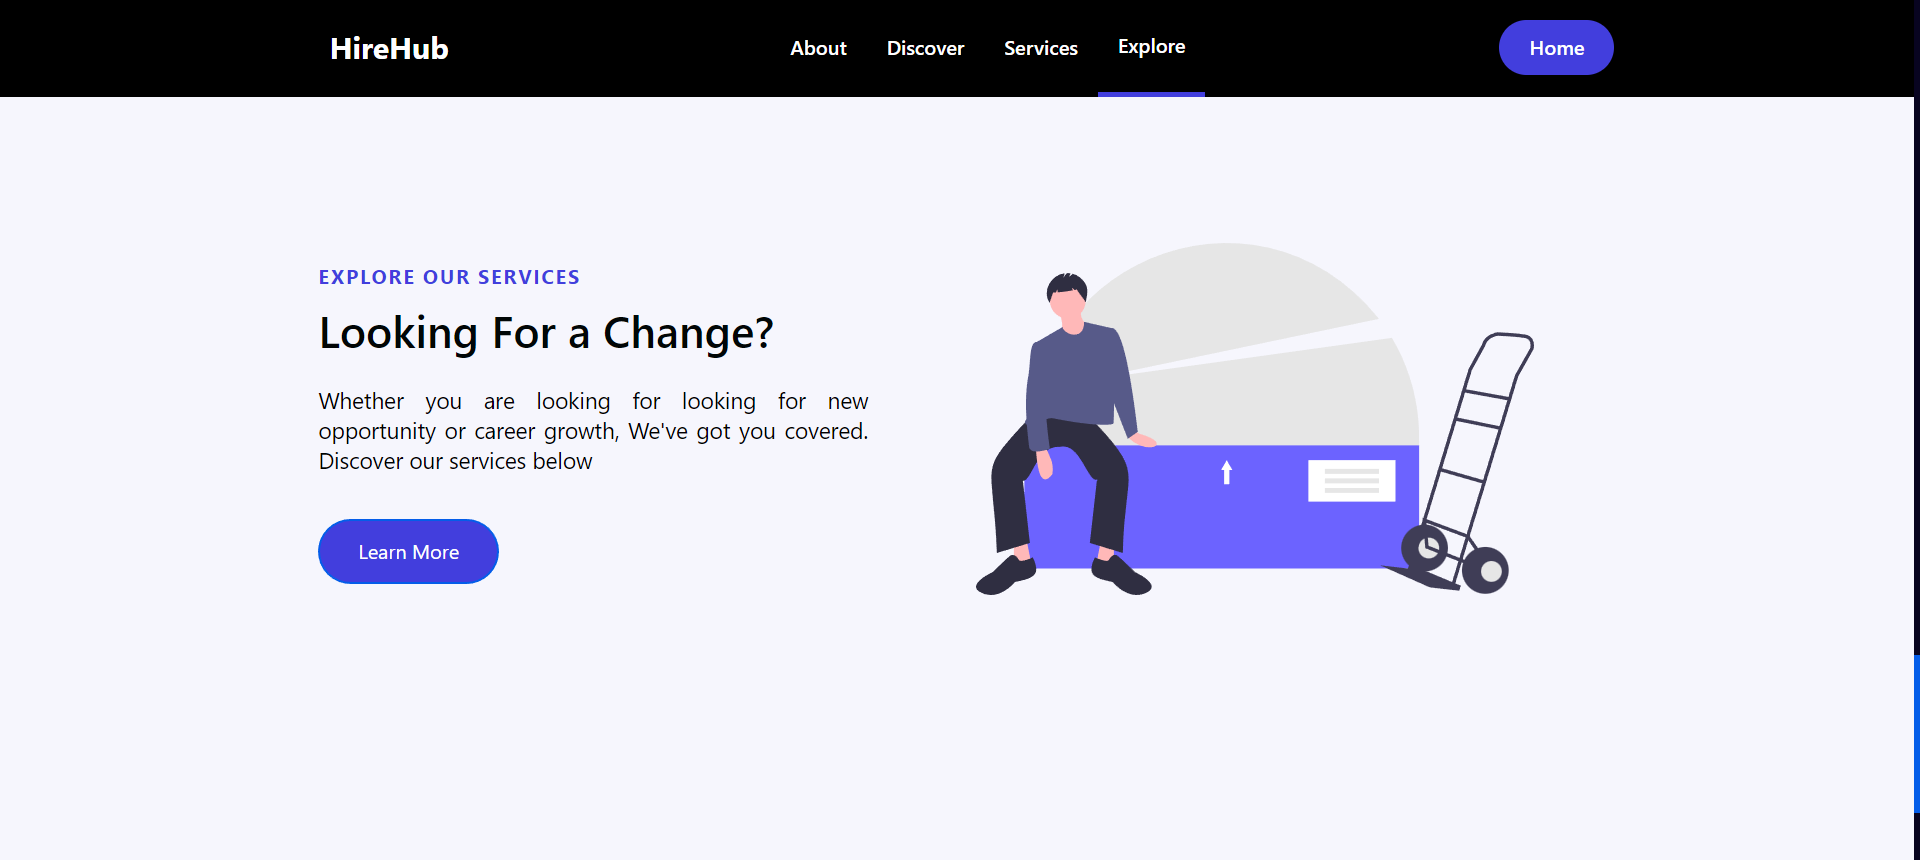 HireHub
About
Discover
Services
Explore
Home
EXPLORE OUR SERVICES
Looking For a Change?
Whether you are looking for looking for new
opportunity or career growth, We've got you covered.
Discover our services below
Learn More